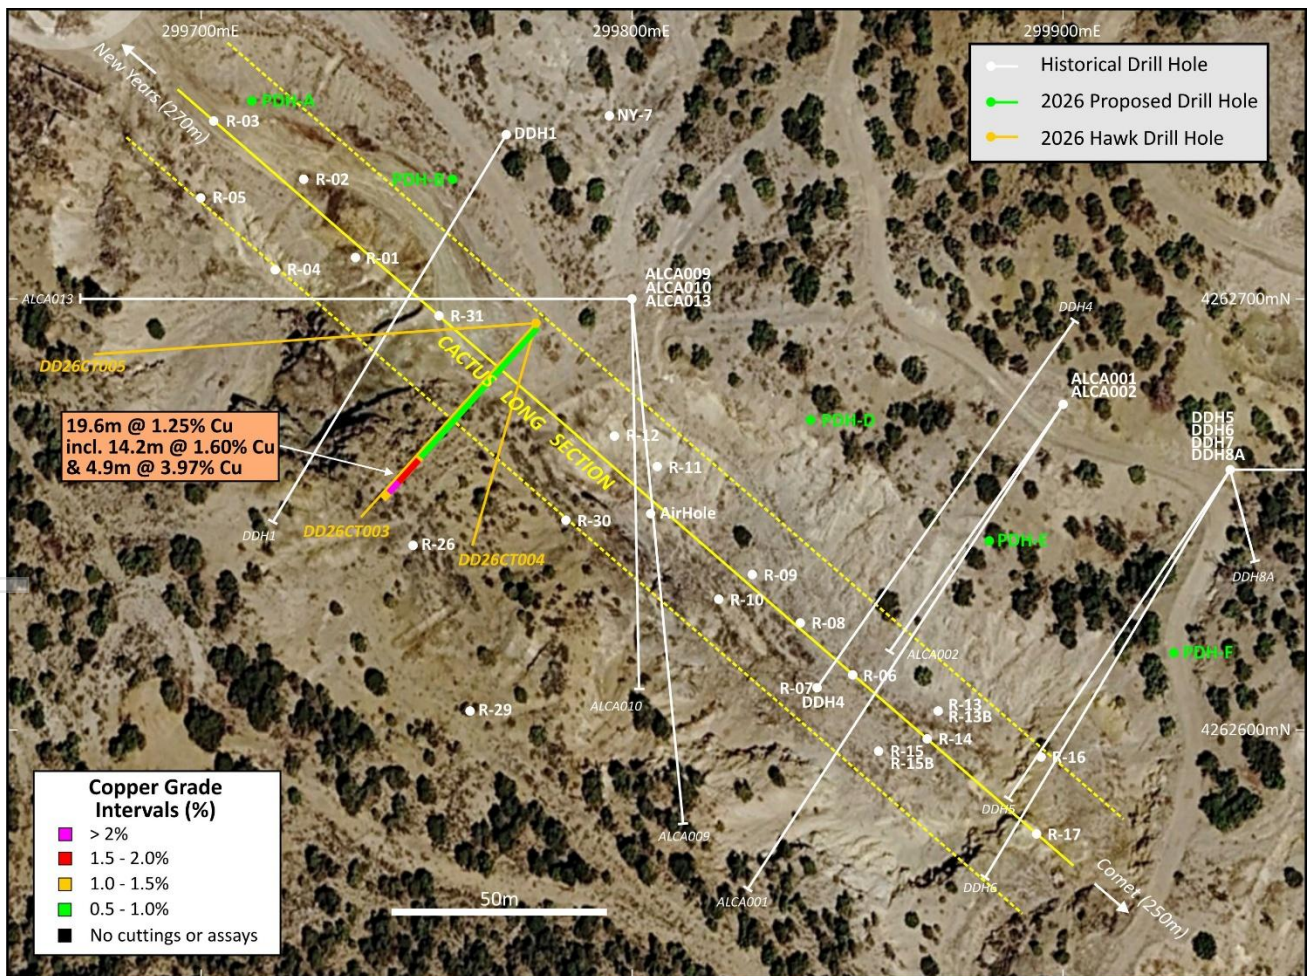 299700mE
299800mE
299900mE
New Years (270m)
Historical Drill Hole
2026 Proposed Drill Hole
2026 Hawk Drill Hole
PDH-A
R-03
NY-7
DDH1
R-02
PDH-B
R-05
R-01
R-04
ALCA009
ALCA010
ALCA013
ALCA013
4262700mN
DDH4
R-31
DD26CT005
CACTUS LONG SECTION
ALCA001
ALCA002
19.6m @ 1.25% Cu
incl. 14.2m @ 1.60% Cu
& 4.9m @ 3.97% Cu
PDH-D
DDH5
DDH6
DDH7
DDH8A
R-12
R-11
AirHole
R-30
DDH1
DD26CT003
R-26
DD26CT004
PDH-E
DDH8A
R-09
R-10
R-08
ALCA002
PDH-F
R-06
R-07
DDH4
ALCA010
R-29
R-13
R-13B
4262600mN
R-14
R-15
R-15B
R-16
DDH5
R-17
ALCA009
DDH6
ALCA001
Comet (250m)
Copper Grade
Intervals (%)
> 2%
1.5 - 2.0%
1.0 - 1.5%
0.5 - 1.0%
No cuttings or assays
50m